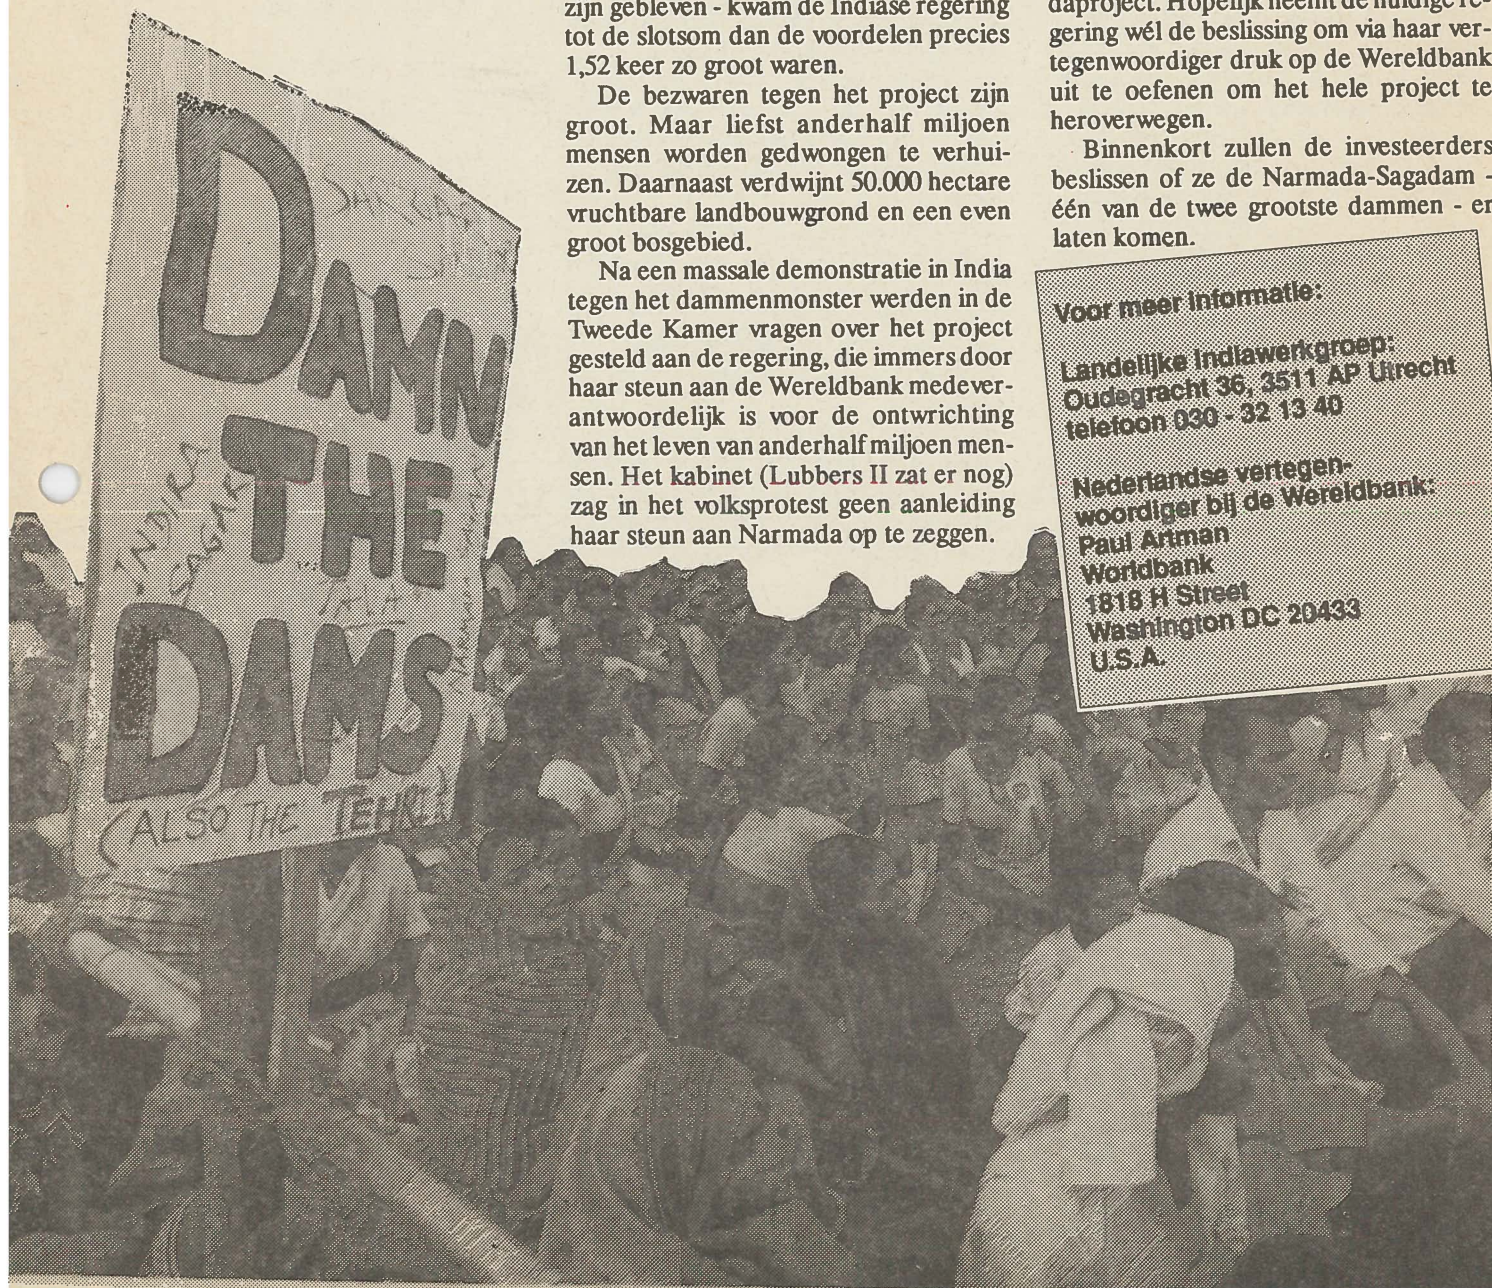 DAMN
THE
DAMS
INDIRA
SAGAR
(ALSO THE TEHRI)
zijn gebleven - kwam de Indiase regering
tot de slotsom dan de voordelen precies
1,52 keer zo groot waren.
De bezwaren tegen het project zijn
groot. Maar liefst anderhalf miljoen
mensen worden gedwongen te verhui-
zen. Daarnaast verdwijnt 50.000 hectare
vruchtbare landbouwgrond en een even
groot bosgebied.
Na een massale demonstratie in India
tegen het dammenmonster werden in de
Tweede Kamer vragen over het project
gesteld aan de regering, die immers door
haar steun aan de Wereldbank medever-
antwoordelijk is voor de ontwrichting
van het leven van anderhalf miljoen men-
sen. Het kabinet (Lubbers II zat er nog)
zag in het volksprotest geen aanleiding
haar steun aan Narmada op te zeggen.
daproject. Hopelijk neemt de huidige re-
gering wél de beslissing om via haar ver-
tegenwoordiger druk op de Wereldbank
uit te oefenen om het hele project te
heroverwegen.
Binnenkort zullen de investeerders
beslissen of ze de Narmada-Sagadam -
één van de twee grootste dammen - er
laten komen.
Voor meer informatie:
Landelijke Indiawerkgroep:
Oudegracht 36, 3511 AP Utrecht
telefoon 030 - 32 13 40
Nederlandse vertegen-
woordiger bij de Wereldbank:
Paul Artman
Worldbank
1818 H Street
Washington DC 20433
U.S.A.